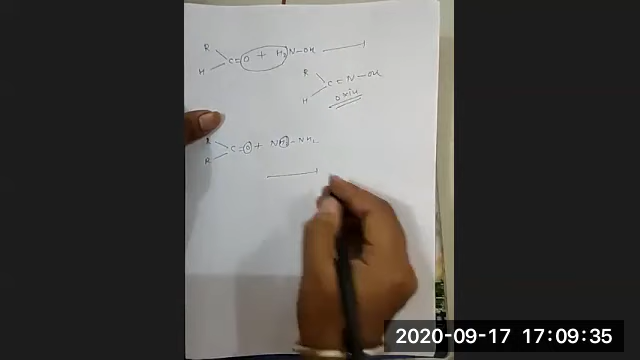 R
C=O + H₂N-OH →
H
R
C=N-OH
H
oxime
R
C=O + NH₂-NH₂
R
→
2020-09-17 17:09:35